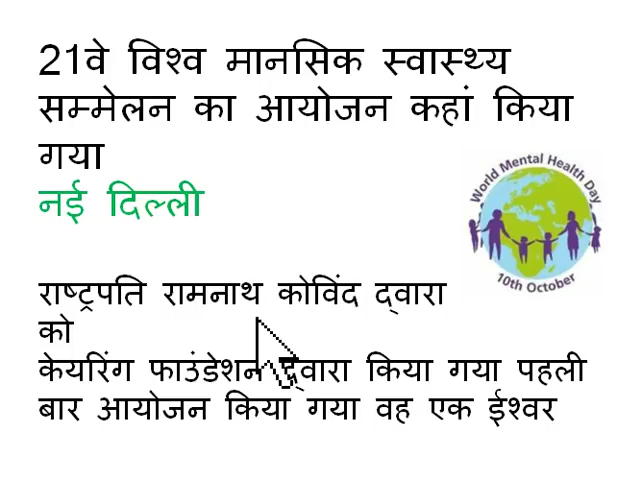 21वे विश्व मानसिक स्वास्थ्य
सम्मेलन का आयोजन कहां किया
गया
नई दिल्ली
World Mental Health Day
10th October
राष्ट्रपति रामनाथ कोविंद द्वारा
को
केयरिंग फाउंडेशन द्वारा किया गया पहली
बार आयोजन किया गया वह एक ईश्वर